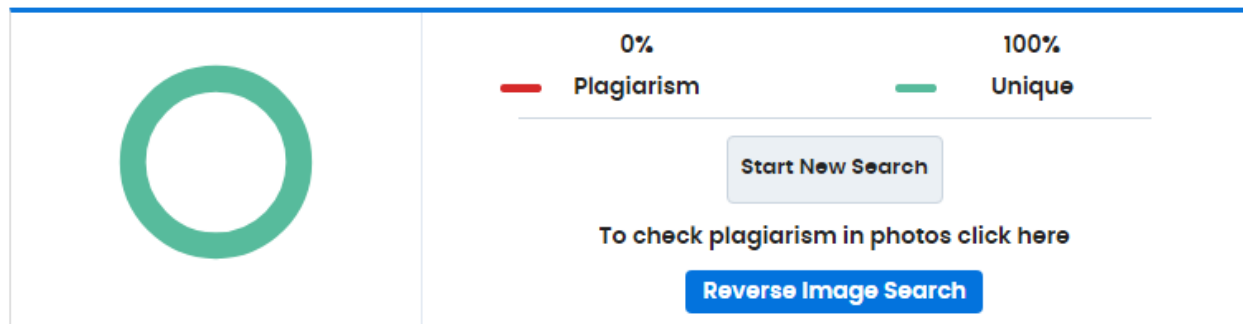 0% 100%
Plagiarism Unique
Start New Search
To check plagiarism in photos click here
Reverse Image Search